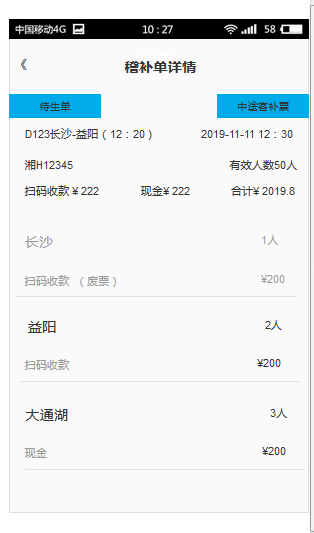 中国移动4G 10:27 58
《 稽补单详情
待生单 中途客补票
D123长沙-益阳（12：20） 2019-11-11 12：30
湘H12345 有效人数50人
扫码收款 ¥ 222 现金¥ 222 合计¥ 2019.8
长沙 1人
扫码收款 （废票） ¥200
益阳 2人
扫码收款 ¥200
大通湖 3人
现金 ¥200